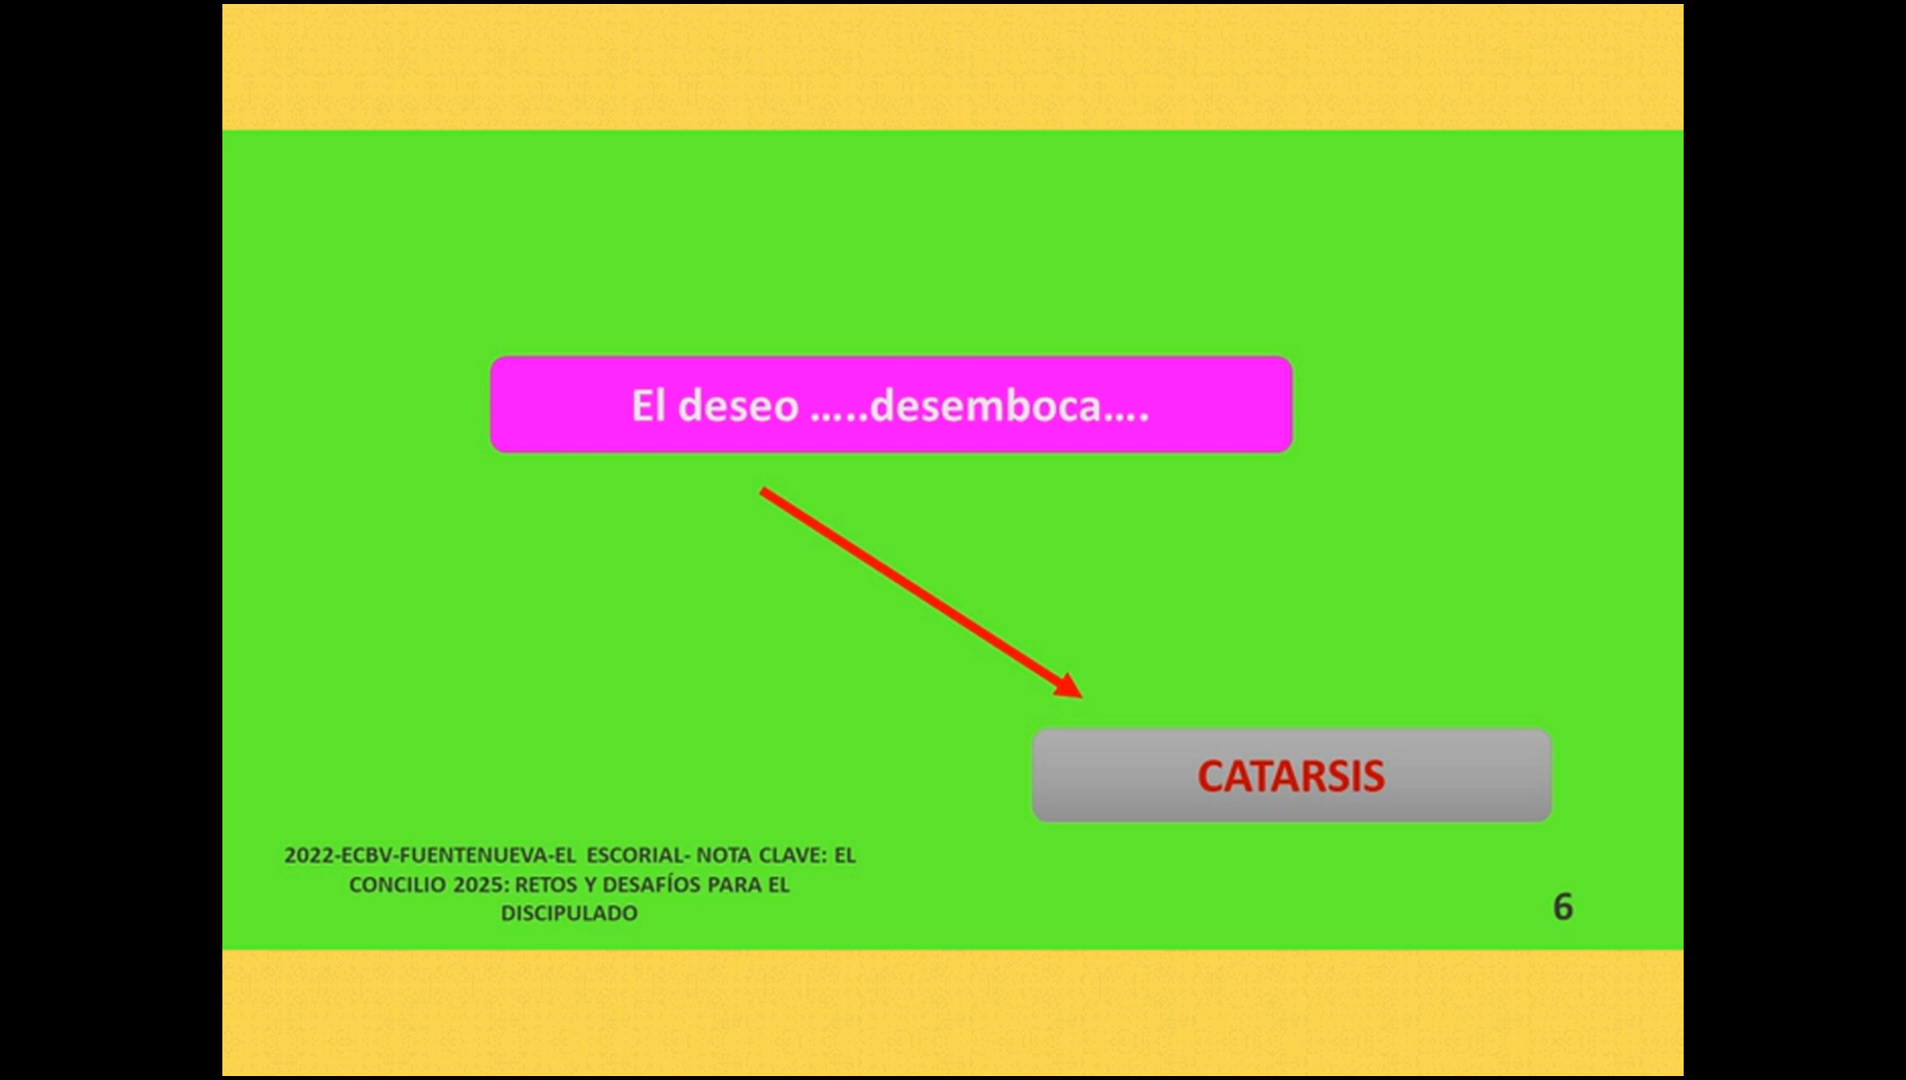 El deseo …..desemboca….
CATARSIS
2022-ECBV-FUENTENUEVA-EL ESCORIAL- NOTA CLAVE: EL
CONCILIO 2025: RETOS Y DESAFÍOS PARA EL
DISCIPULADO
6